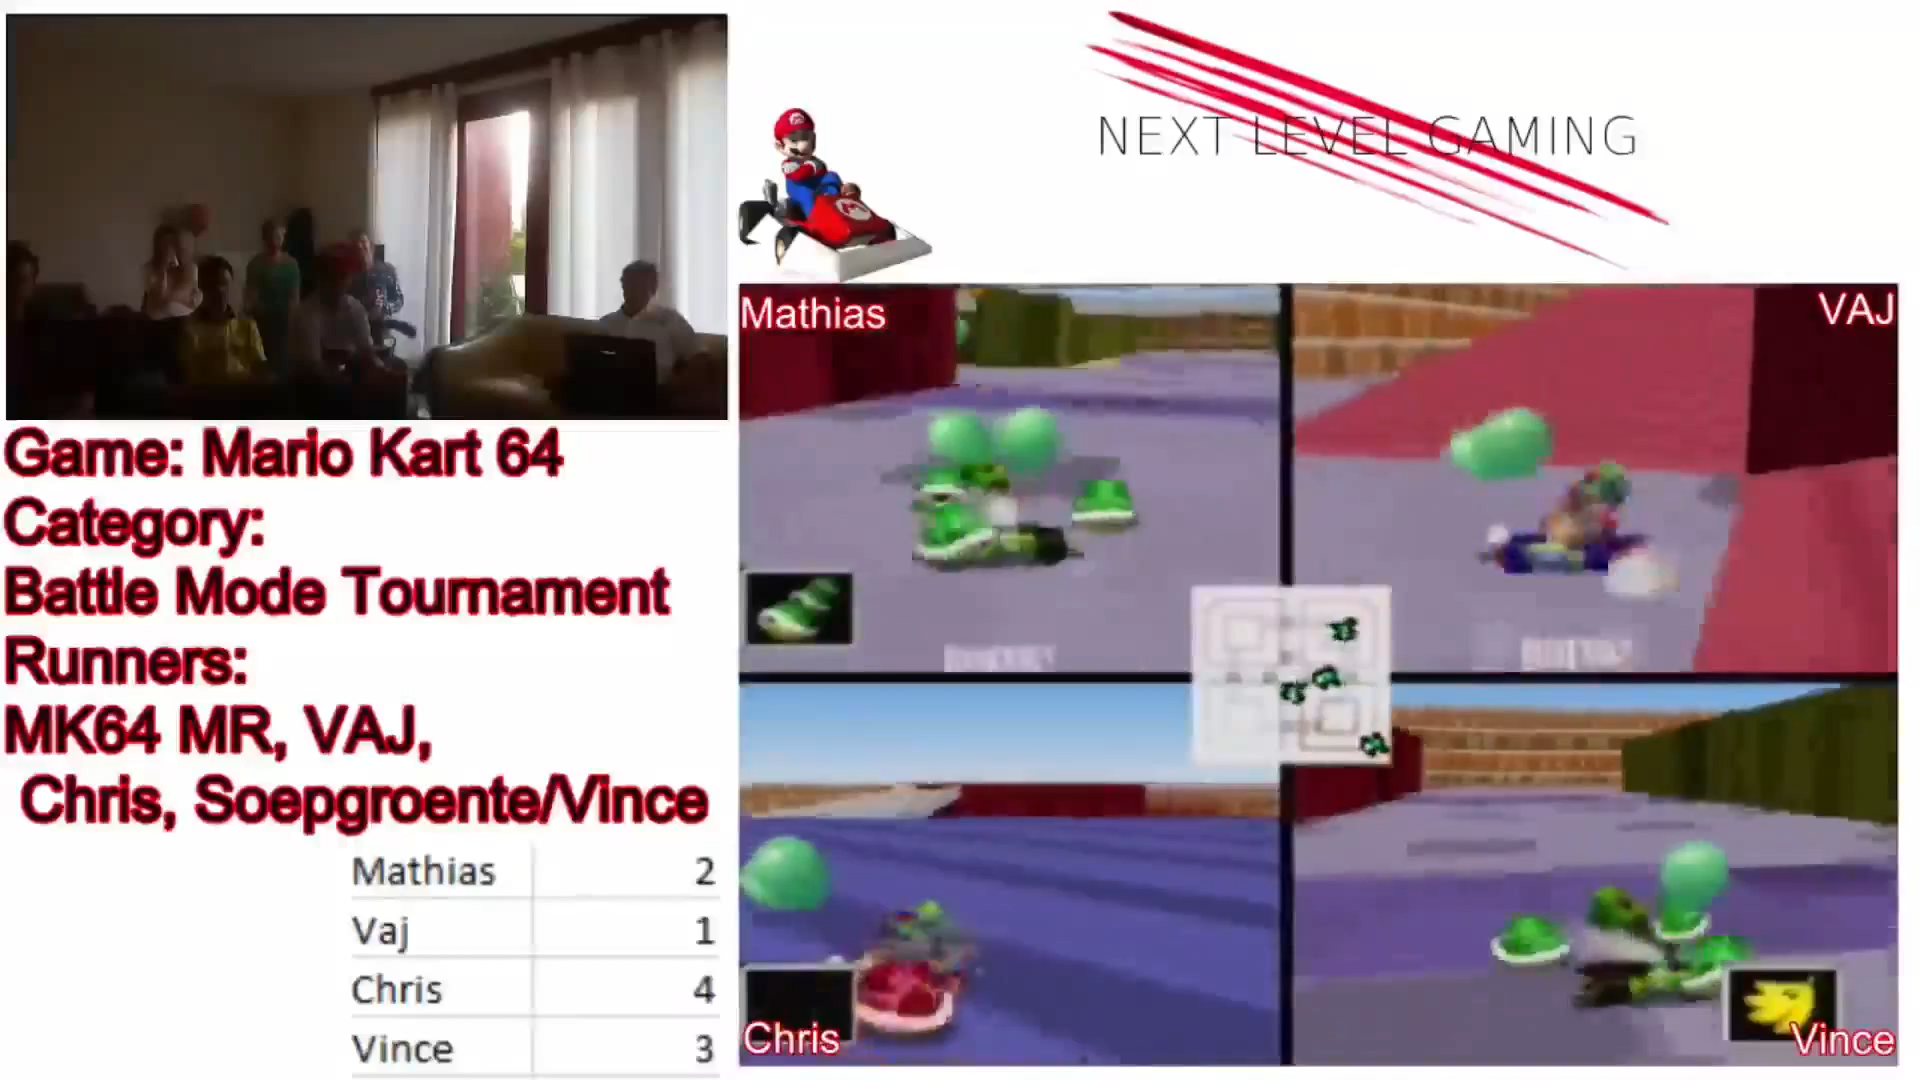 NEXT LEVEL GAMING
Mathias
VAJ
Game: Mario Kart 64
Category:
Battle Mode Tournament
Runners:
MK64 MR, VAJ,
Chris, Soepgroente/Vince
Mathias 2
Vaj 1
Chris 4
Vince 3
Chris
Vince